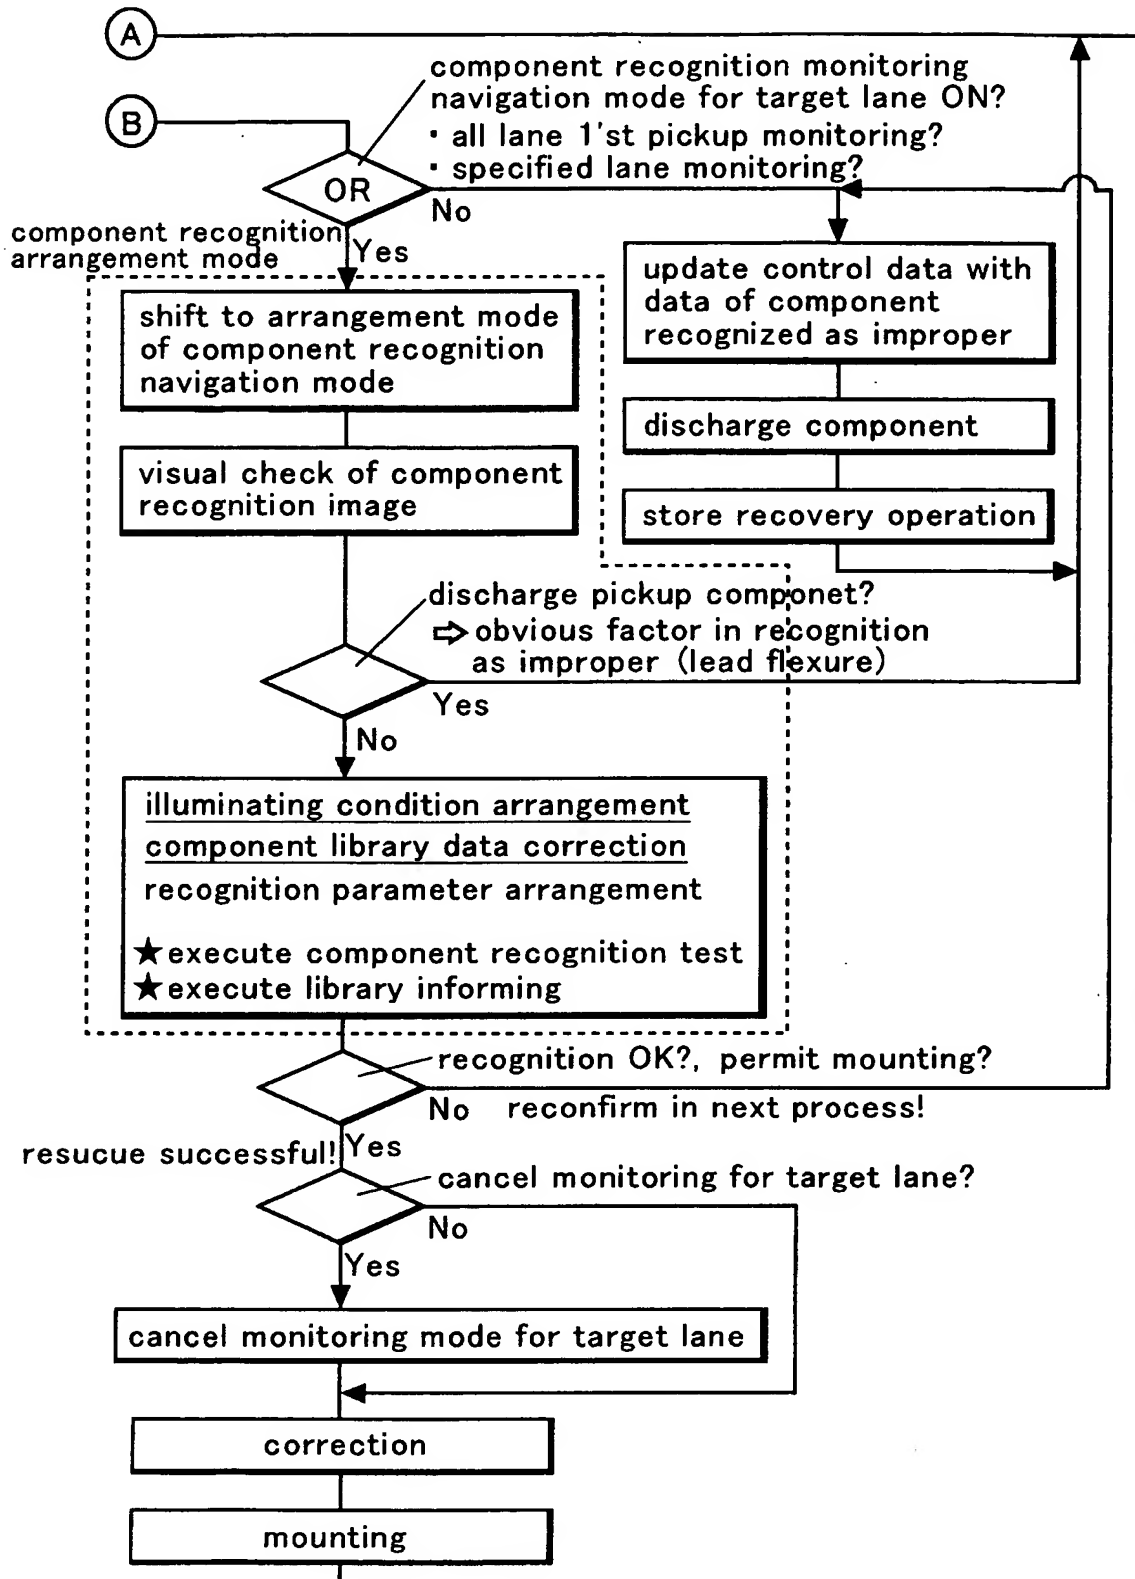 A
component recognition monitoring
navigation mode for target lane ON?
・all lane 1'st pickup monitoring?
・specified lane monitoring?
B
OR
No
component recognition
arrangement mode
Yes
shift to arrangement mode
of component recognition
navigation mode
update control data with
data of component
recognized as improper
visual check of component
recognition image
discharge component
store recovery operation
discharge pickup componet?
⇨ obvious factor in recognition
as improper (lead flexure)
Yes
No
illuminating condition arrangement
component library data correction
recognition parameter arrangement
★execute component recognition test
★execute library informing
recognition OK?, permit mounting?
No reconfirm in next process!
resucue successful!
Yes
cancel monitoring for target lane?
No
Yes
cancel monitoring mode for target lane
correction
mounting